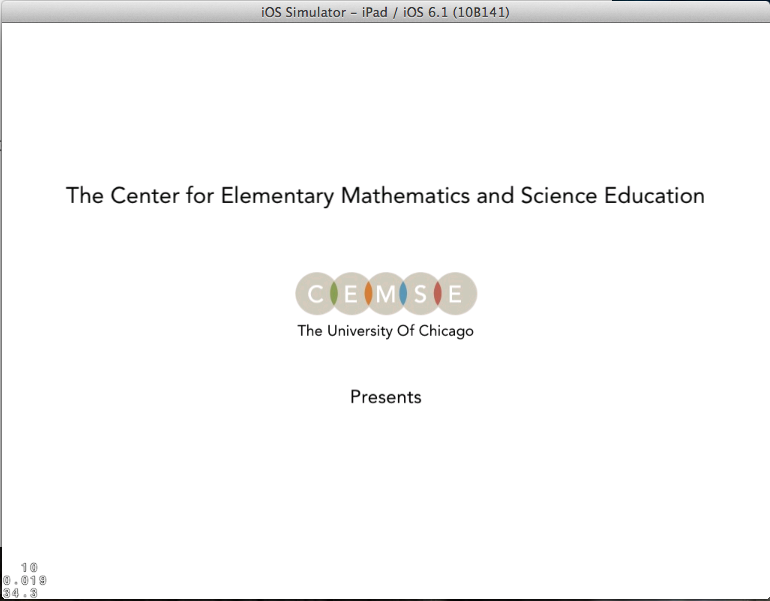 iOS Simulator – iPad / iOS 6.1 (10B141)
The Center for Elementary Mathematics and Science Education
C E M S E
The University Of Chicago
Presents
10
0.019
34.3